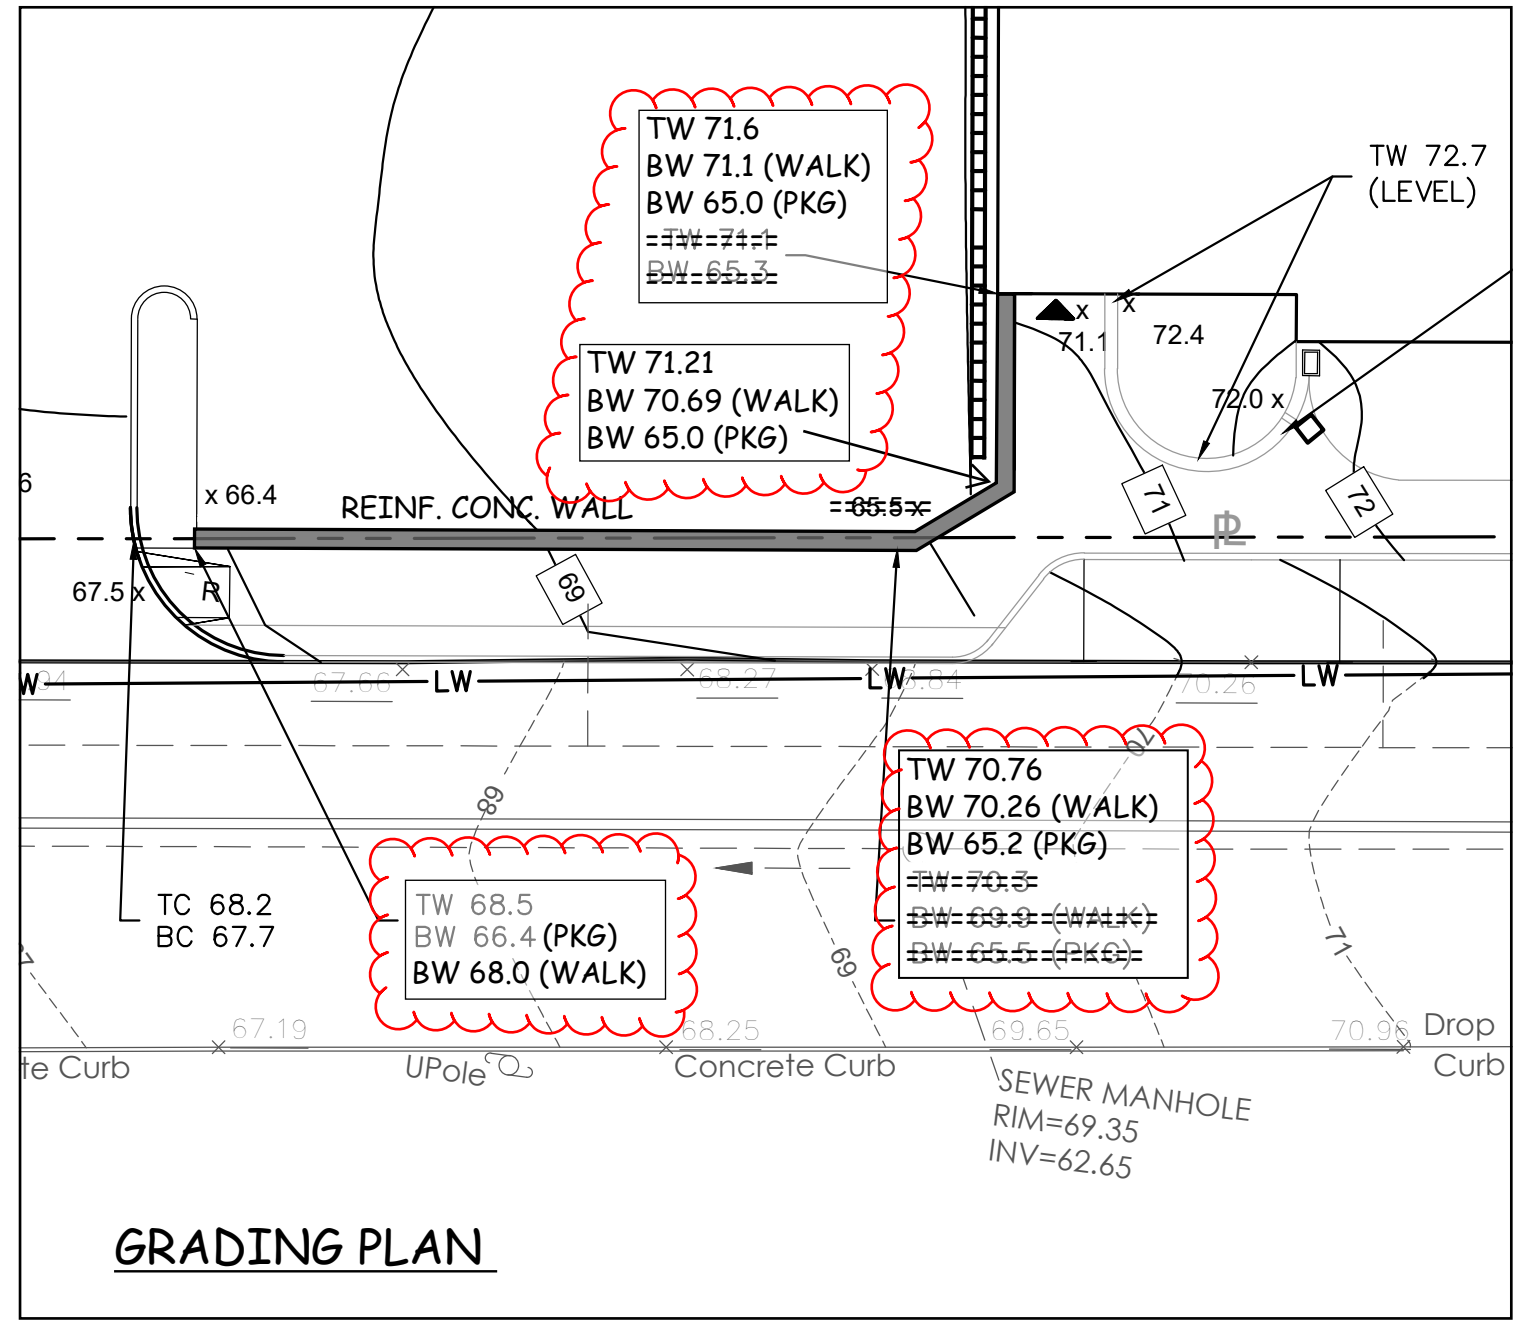 TW 71.6
BW 71.1 (WALK)
BW 65.0 (PKG)
TW 71.1
BW 65.3
TW 72.7
(LEVEL)
x
x
71.1
72.4
TW 71.21
BW 70.69 (WALK)
BW 65.0 (PKG)
72.0 x
6
x 66.4
REINF. CONC. WALL
65.5 x
71
72
PL
67.5 x
R
69
W
67.66
LW
68.27
LW
70.26
LW
70
68
TW 70.76
BW 70.26 (WALK)
BW 65.2 (PKG)
TW 70.3
BW 69.9 (WALK)
BW 65.5 (PKG)
TC 68.2
BC 67.7
TW 68.5
BW 66.4 (PKG)
BW 68.0 (WALK)
69
71
67.19
68.25
69.65
70.96
Drop
Curb
te Curb
UPole
Concrete Curb
SEWER MANHOLE
RIM=69.35
INV=62.65
GRADING PLAN